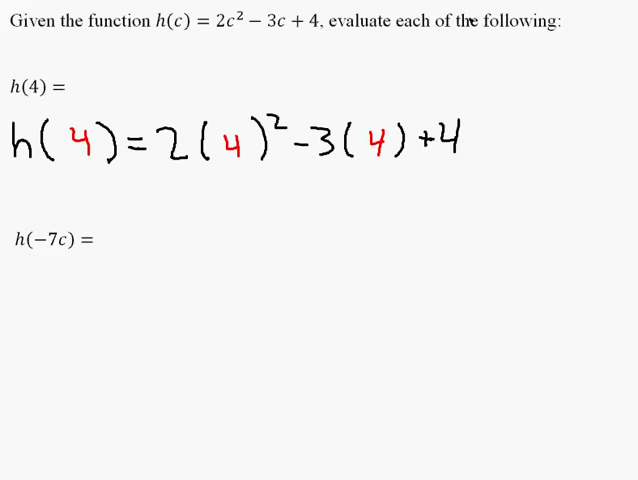 Given the function h(c) = 2c² − 3c + 4, evaluate each of the following:
h(4) =
h(4) = 2(4)² − 3(4) + 4
h(−7c) =